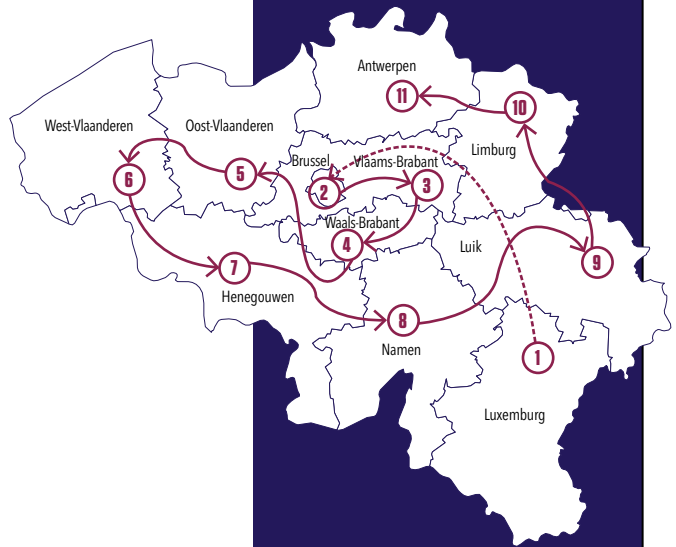 Antwerpen
11
10
West-Vlaanderen
Oost-Vlaanderen
Limburg
Brussel
Vlaams-Brabant
6
5
2
3
Waals-Brabant
4
Luik
9
7
Henegouwen
8
Namen
1
Luxemburg